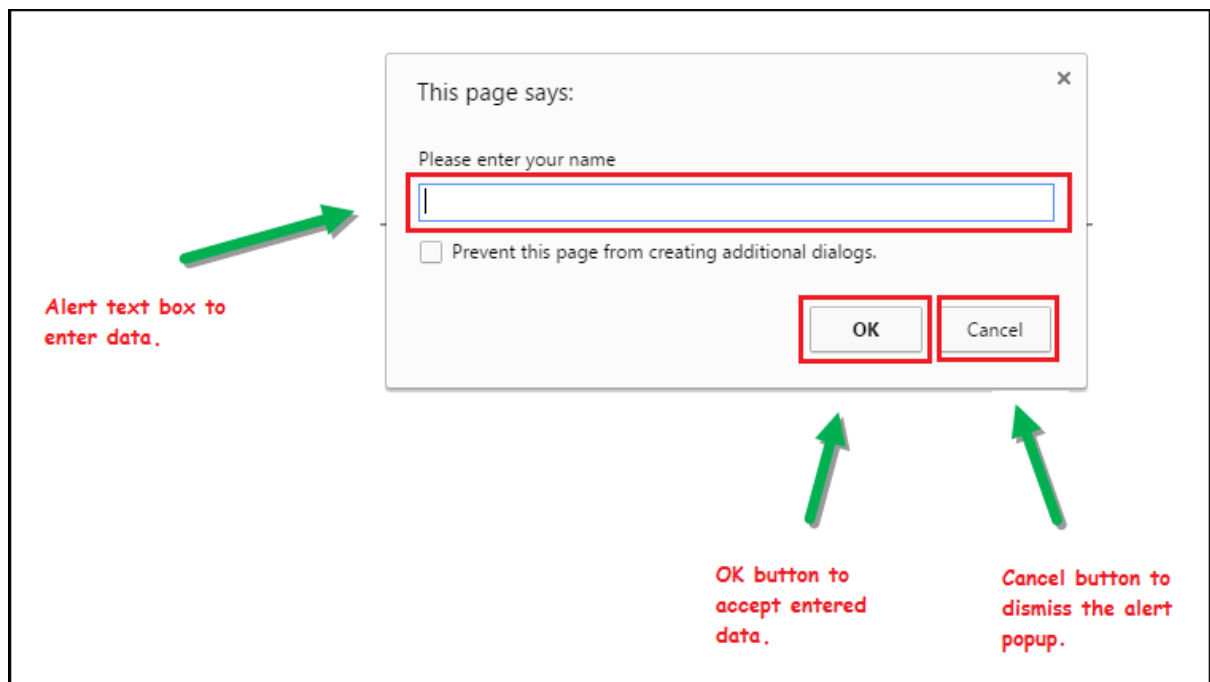 This page says:
Please enter your name
Prevent this page from creating additional dialogs.
OK
Cancel
Alert text box to
enter data.
OK button to
accept entered
data.
Cancel button to
dismiss the alert
popup.